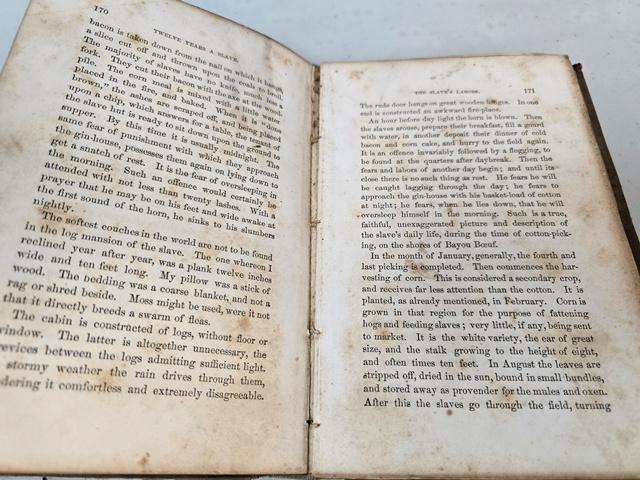 170
TWELVE YEARS A SLAVE.
bacon is taken down from the nail on which it hangs,
a slice cut off and thrown upon the coals to broil.
The majority of slaves have no knife, much less a
fork. They cut their bacon with the axe at the wood-
pile. The corn meal is mixed with a little water
placed in the fire, and baked. When it is "done
brown," the ashes are scraped off, and being placed
upon a chip, which answers for a table, the tenant of
the slave hut is ready to sit down upon the ground to
supper. By this time it is usually midnight. The
same fear of punishment with which they approach
the gin-house, possesses them again on lying down to
get a snatch of rest. It is the fear of oversleeping in
the morning. Such an offence would certainly be
attended with not less than twenty lashes. With a
prayer that he may be on his feet and wide awake at
the first sound of the horn, he sinks to his slumbers
nightly.
The softest couches in the world are not to be found
in the log mansion of the slave. The one whereon I
reclined year after year, was a plank twelve inches
wide and ten feet long. My pillow was a stick of
wood. The bedding was a coarse blanket, and not a
rag or shred beside. Moss might be used, were it not
that it directly breeds a swarm of fleas.
The cabin is constructed of logs, without floor or
window. The latter is altogether unnecessary, the
crevices between the logs admitting sufficient light.
stormy weather the rain drives through them,
dering it comfortless and extremely disagreeable.
THE SLAVE'S LABORS.
171
The rude door hangs on great wooden hinges. In one
end is constructed an awkward fire-place.
An hour before day light the horn is blown. Then
the slaves arouse, prepare their breakfast, fill a gourd
with water, in another deposit their dinner of cold
bacon and corn cake, and hurry to the field again.
It is an offence invariably followed by a flogging, to
be found at the quarters after daybreak. Then the
fears and labors of another day begin; and until its
close there is no such thing as rest. He fears he will
be caught lagging through the day; he fears to
approach the gin-house with his basket-load of cotton
at night; he fears, when he lies down, that he will
oversleep himself in the morning. Such is a true,
faithful, unexaggerated picture and description of
the slave's daily life, during the time of cotton-pick-
ing, on the shores of Bayou Bœuf.
In the month of January, generally, the fourth and
last picking is completed. Then commences the har-
vesting of corn. This is considered a secondary crop,
and receives far less attention than the cotton. It is
planted, as already mentioned, in February. Corn is
grown in that region for the purpose of fattening
hogs and feeding slaves; very little, if any, being sent
to market. It is the white variety, the ear of great
size, and the stalk growing to the height of eight,
and often times ten feet. In August the leaves are
stripped off, dried in the sun, bound in small bundles,
and stored away as provender for the mules and oxen.
After this the slaves go through the field, turning